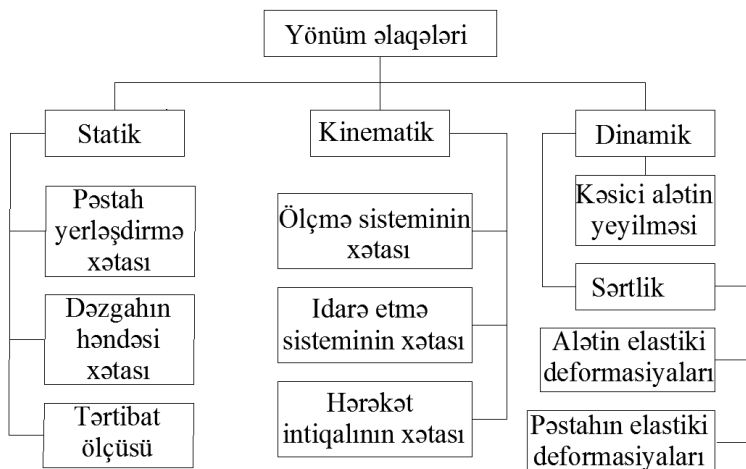 Yönüm əlaqələri
Statik
Kinematik
Dinamik
Pəstah
yerləşdirmə
xətası
Dəzgahın
həndəsi
xətası
Tərtibat
ölçüsü
Ölçmə sisteminin
xətası
Idarə etmə
sisteminin xətası
Hərəkət
intiqalının xətası
Kəsici alətin
yeyilməsi
Sərtlik
Alətin elastiki
deformasiyaları
Pəstahın elastiki
deformasiyaları